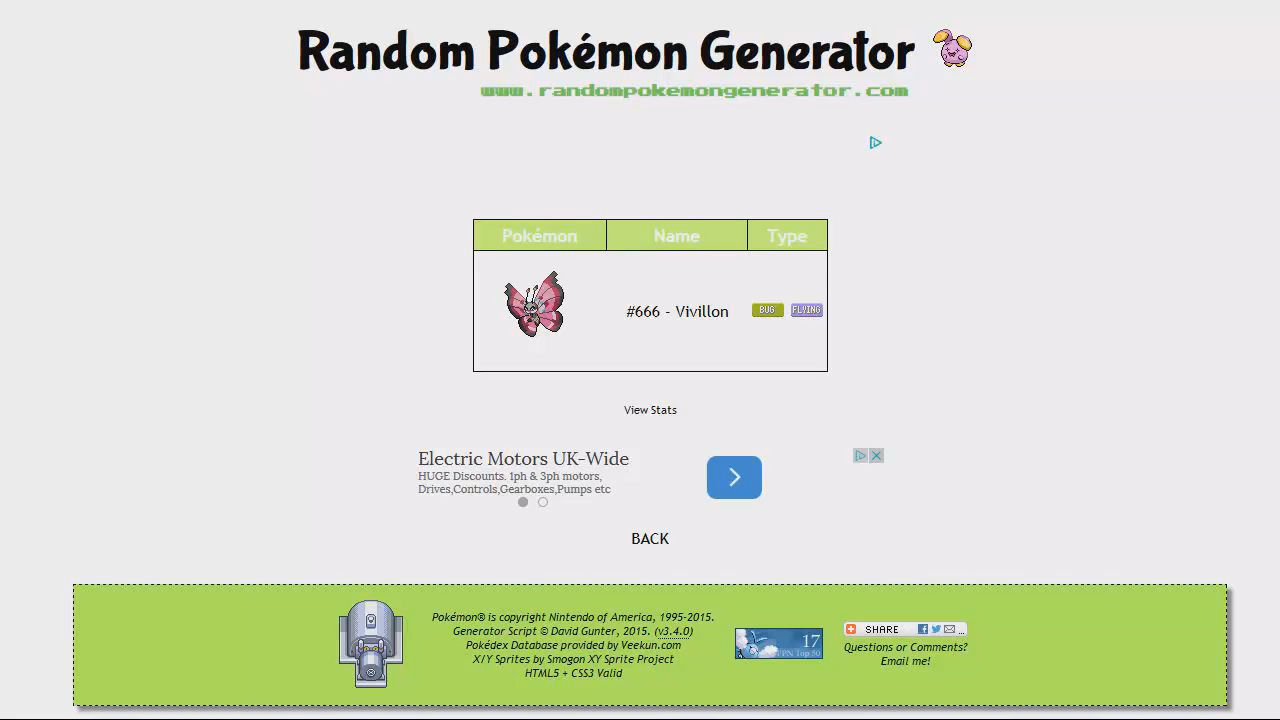 Random Pokémon Generator
www.randompokemongenerator.com
Pokémon Name Type
#666 - Vivillon BUG FLYING
View Stats
Electric Motors UK-Wide
HUGE Discounts. 1ph & 3ph motors,
Drives,Controls,Gearboxes,Pumps etc
BACK
Pokémon® is copyright Nintendo of America, 1995-2015.
Generator Script © David Gunter, 2015. (v3.4.0)
Pokédex Database provided by Veekun.com
X/Y Sprites by Smogon XY Sprite Project
HTML5 + CSS3 Valid
17
Top 50
SHARE ...
Questions or Comments?
Email me!